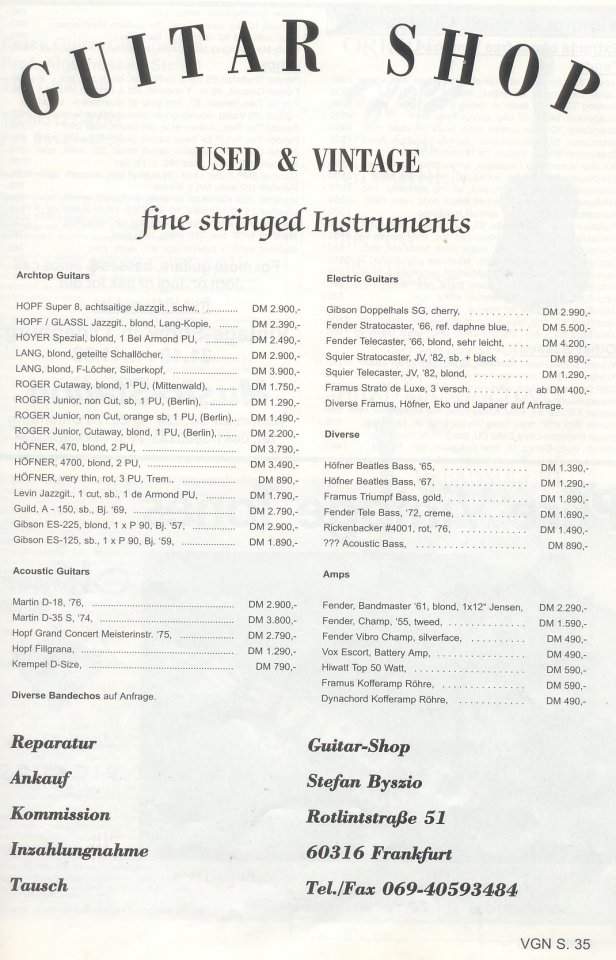 GUITAR SHOP
USED & VINTAGE
fine stringed Instruments
Archtop Guitars
HOPF Super 8, achtsaitige Jazzgit., schw., ........... DM 2.900,-
HOPF / GLASSL Jazzgit., blond, Lang-Kopie, ...... DM 2.390,-
HOYER Spezial, blond, 1 Bel Armond PU, ............. DM 2.490,-
LANG, blond, geteilte Schallöcher, ........................ DM 2.900,-
LANG, blond, F-Löcher, Silberkopf, ........................ DM 3.900,-
ROGER Cutaway, blond, 1 PU, (Mittenwald), ....... DM 1.750,-
ROGER Junior, non Cut, sb, 1 PU, (Berlin), .......... DM 1.290,-
ROGER Junior, non Cut, orange sb, 1 PU, (Berlin),. DM 1.490,-
ROGER Junior, Cutaway, blond, 1 PU, (Berlin), ..... DM 2.200,-
HÖFNER, 470, blond, 2 PU, .................................. DM 3.790,-
HÖFNER, 4700, blond, 2 PU, ................................ DM 3.490,-
HÖFNER, very thin, rot, 3 PU, Trem., ................... DM 890,-
Levin Jazzgit., 1 cut, sb., 1 de Armond PU, .......... DM 1.790,-
Guild, A - 150, sb., Bj. '69, .................................... DM 2.790,-
Gibson ES-225, blond, 1 x P 90, Bj. '57, ............... DM 2.900,-
Gibson ES-125, sb., 1 x P 90, Bj. '59, .................. DM 1.890,-
Acoustic Guitars
Martin D-18, '76, ................................................ DM 2.900,-
Martin D-35 S, '74, ............................................. DM 3.800,-
Hopf Grand Concert Meisterinstr. '75, .................. DM 2.790,-
Hopf Fillgrana, .................................................... DM 1.290,-
Krempel D-Size, ................................................. DM 790,-
Diverse Bandechos auf Anfrage.
Electric Guitars
Gibson Doppelhals SG, cherry, . . . . . . . . . . . DM 2.990,-
Fender Stratocaster, '66, ref. daphne blue, . . . DM 5.500,-
Fender Telecaster, '66, blond, sehr leicht, . . . . DM 4.200,-
Squier Stratocaster, JV, '82, sb. + black . . . . . DM 890,-
Squier Telecaster, JV, '82, blond, . . . . . . . . . . DM 1.290,-
Framus Strato de Luxe, 3 versch. . . . . . . . . . . ab DM 400,-
Diverse Framus, Höfner, Eko und Japaner auf Anfrage.
Diverse
Höfner Beatles Bass, '65, . . . . . . . . . . . . . . . DM 1.390,-
Höfner Beatles Bass, '67, . . . . . . . . . . . . . . . DM 1.290,-
Framus Triumpf Bass, gold, . . . . . . . . . . . . . DM 1.890,-
Fender Tele Bass, '72, creme, . . . . . . . . . . . . DM 1.690,-
Rickenbacker #4001, rot, '76, . . . . . . . . . . . . DM 1.490,-
??? Acoustic Bass, . . . . . . . . . . . . . . . . . . . . DM 890,-
Amps
Fender, Bandmaster '61, blond, 1x12" Jensen, DM 2.290,-
Fender, Champ, '55, tweed, . . . . . . . . . . . . . DM 1.590,-
Fender Vibro Champ, silverface, . . . . . . . . . . DM 490,-
Vox Escort, Battery Amp, . . . . . . . . . . . . . . . DM 490,-
Hiwatt Top 50 Watt, . . . . . . . . . . . . . . . . . . . DM 590,-
Framus Kofferamp Röhre, . . . . . . . . . . . . . . DM 590,-
Dynachord Kofferamp Röhre, . . . . . . . . . . . . DM 490,-
Reparatur
Ankauf
Kommission
Inzahlungnahme
Tausch
Guitar-Shop
Stefan Byszio
Rotlintstraße 51
60316 Frankfurt
Tel./Fax 069-40593484
VGN S. 35